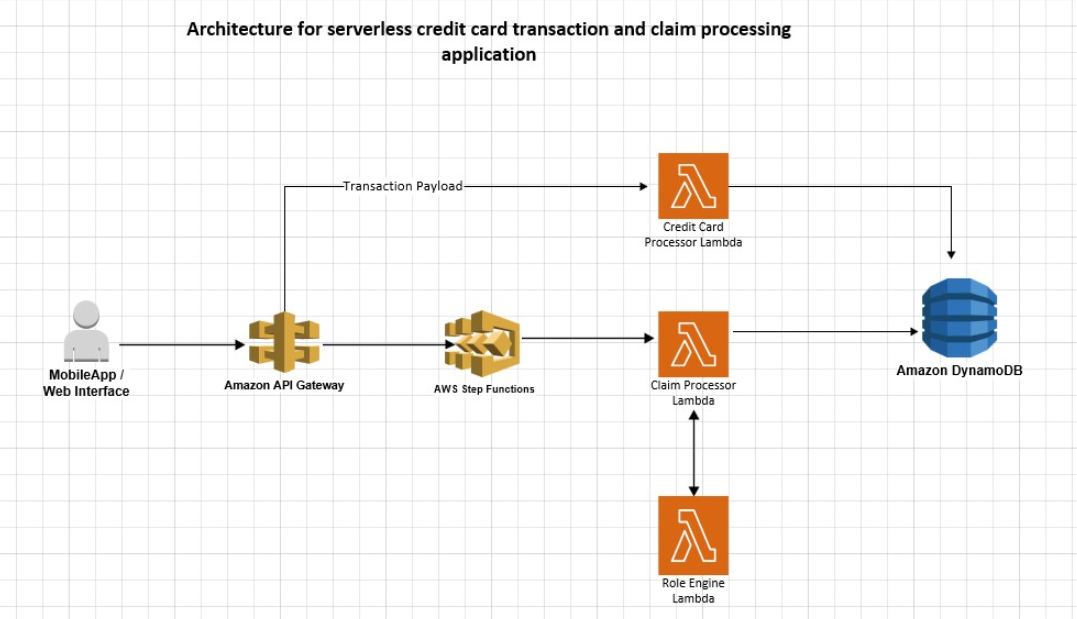 Architecture for serverless credit card transaction and claim processing
application
Transaction Payload
Credit Card
Processor Lambda
MobileApp /
Web Interface
Amazon API Gateway
AWS Step Functions
Claim Processor
Lambda
Amazon DynamoDB
Role Engine
Lambda